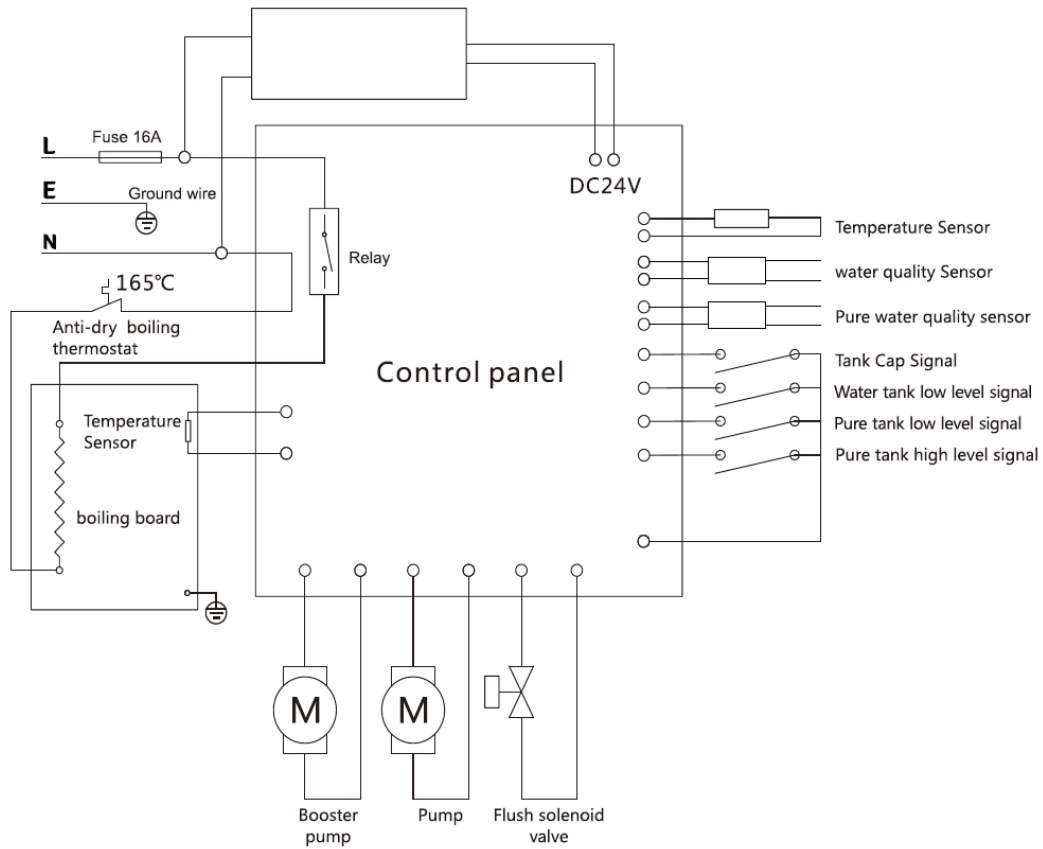 L
Fuse 16A
DC24V
E
Ground wire
N
Relay
165℃
Anti-dry boiling
thermostat
Temperature Sensor
water quality Sensor
Pure water quality sensor
Tank Cap Signal
Water tank low level signal
Pure tank low level signal
Pure tank high level signal
Control panel
Temperature
Sensor
boiling board
M
M
Booster
pump
Pump
Flush solenoid
valve